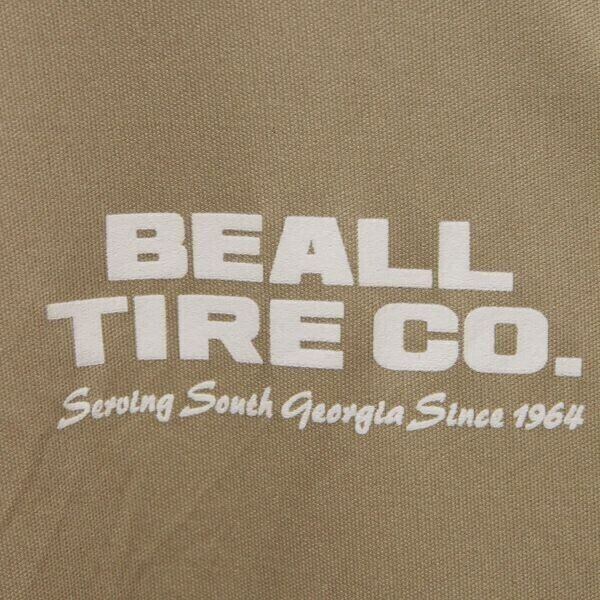 BEALL
TIRE CO.
Serving South Georgia Since 1964